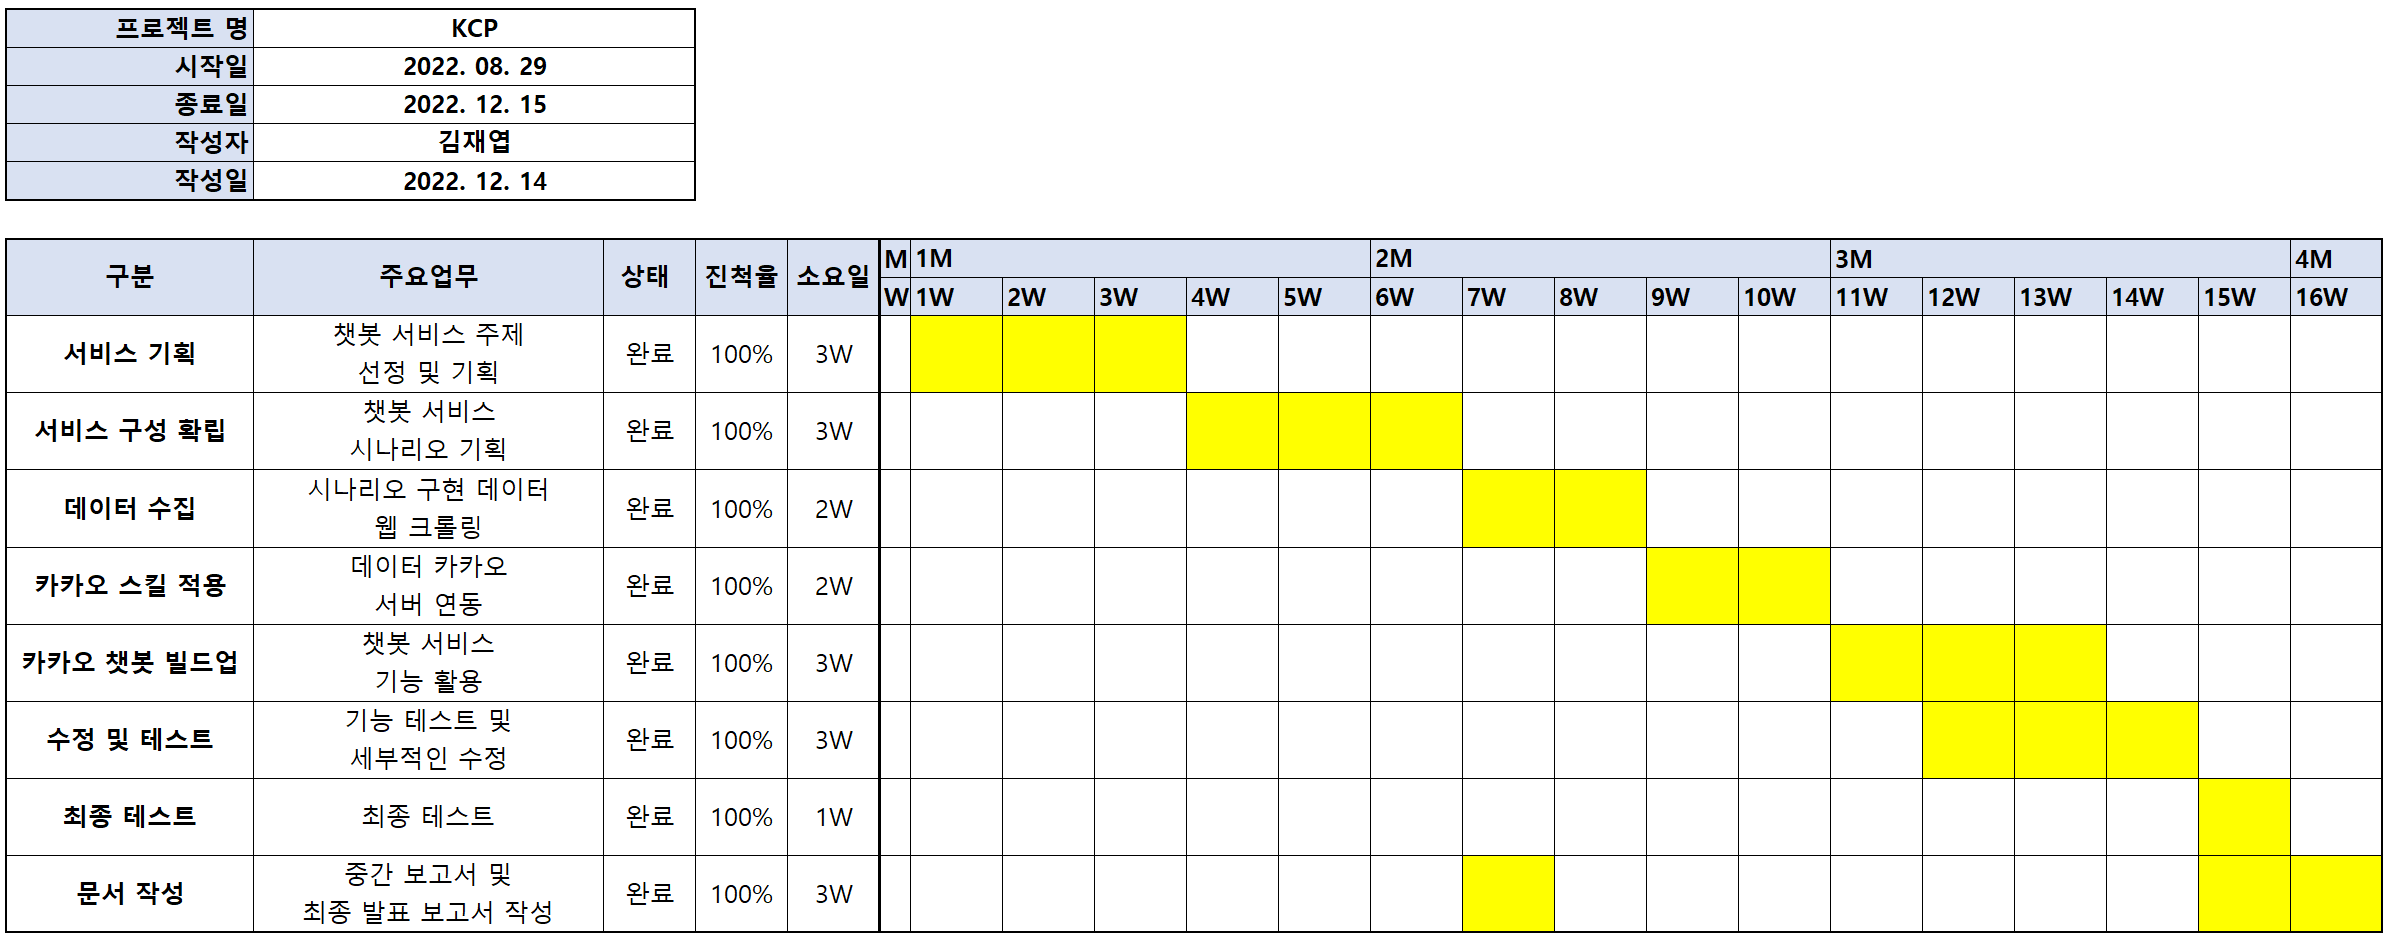 프로젝트 명 KCP
시작일 2022. 08. 29
종료일 2022. 12. 15
작성자 김재엽
작성일 2022. 12. 14
구분 주요업무 상태 진척율 소요일 M 1M 2M 3M 4M
W 1W 2W 3W 4W 5W 6W 7W 8W 9W 10W 11W 12W 13W 14W 15W 16W
서비스 기획 챗봇 서비스 주제 완료 100% 3W
선정 및 기획
서비스 구성 확립 챗봇 서비스 완료 100% 3W
시나리오 기획
데이터 수집 시나리오 구현 데이터 완료 100% 2W
웹 크롤링
카카오 스킬 적용 데이터 카카오 완료 100% 2W
서버 연동
카카오 챗봇 빌드업 챗봇 서비스 완료 100% 3W
기능 활용
수정 및 테스트 기능 테스트 및 완료 100% 3W
세부적인 수정
최종 테스트 최종 테스트 완료 100% 1W
문서 작성 중간 보고서 및 완료 100% 3W
최종 발표 보고서 작성